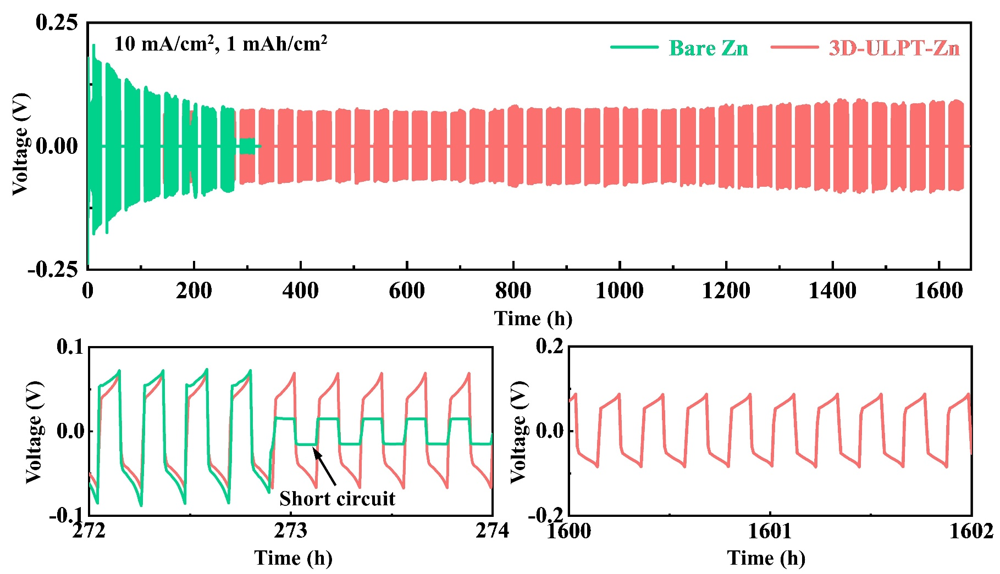 0.25
10 mA/cm², 1 mAh/cm²
Bare Zn
3D-ULPT-Zn
Voltage (V)
0.00
-0.25
0 200 400 600 800 1000 1200 1400 1600
Time (h)
0.1
Voltage (V)
0.0
Short circuit
-0.1
272 273 274
Time (h)
0.2
Voltage (V)
0.0
-0.2
1600 1601 1602
Time (h)